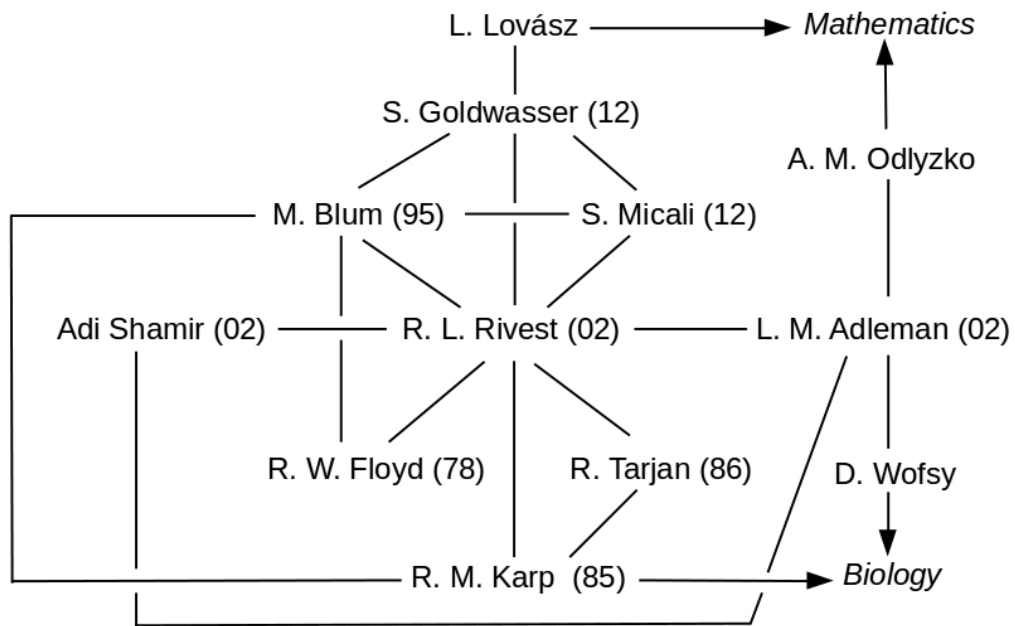 L. Lovász
Mathematics
S. Goldwasser (12)
A. M. Odlyzko
M. Blum (95)
S. Micali (12)
Adi Shamir (02)
R. L. Rivest (02)
L. M. Adleman (02)
R. W. Floyd (78)
R. Tarjan (86)
D. Wofsy
R. M. Karp (85)
Biology